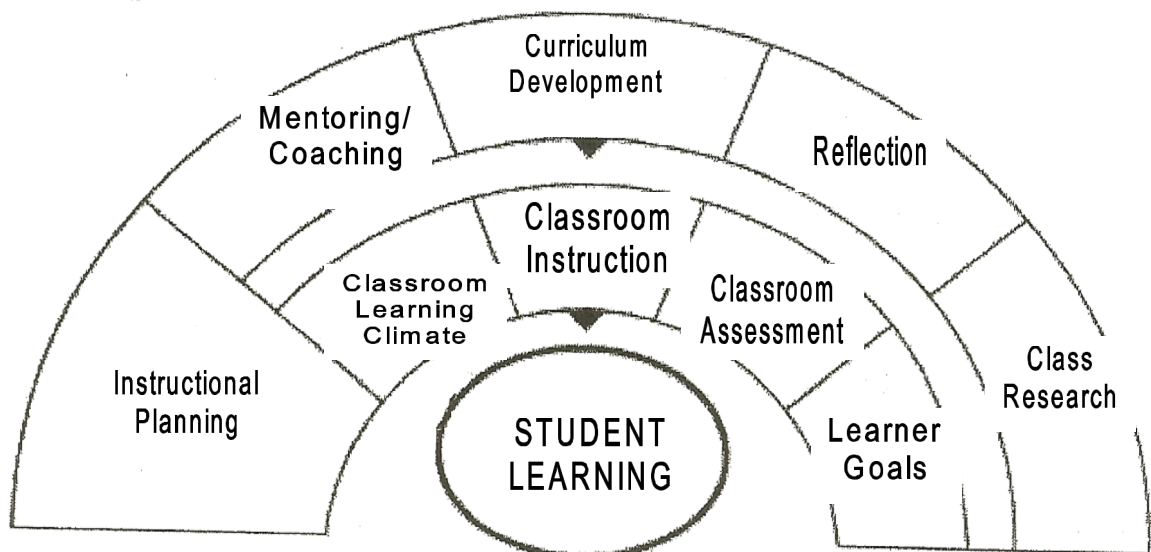 Curriculum
Development
Mentoring/
Coaching
Reflection
Classroom
Instruction
Classroom
Learning
Climate
Classroom
Assessment
Instructional
Planning
Class
Research
Learner
Goals
STUDENT
LEARNING